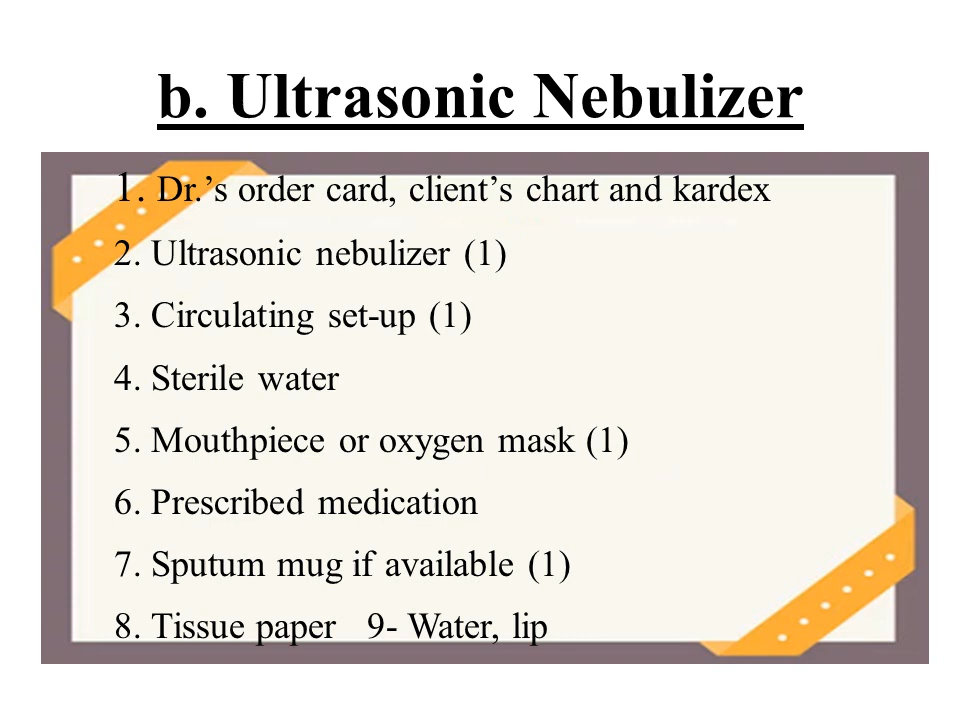 b. Ultrasonic Nebulizer
1. Dr.’s order card, client’s chart and kardex
2. Ultrasonic nebulizer (1)
3. Circulating set-up (1)
4. Sterile water
5. Mouthpiece or oxygen mask (1)
6. Prescribed medication
7. Sputum mug if available (1)
8. Tissue paper 9- Water, lip